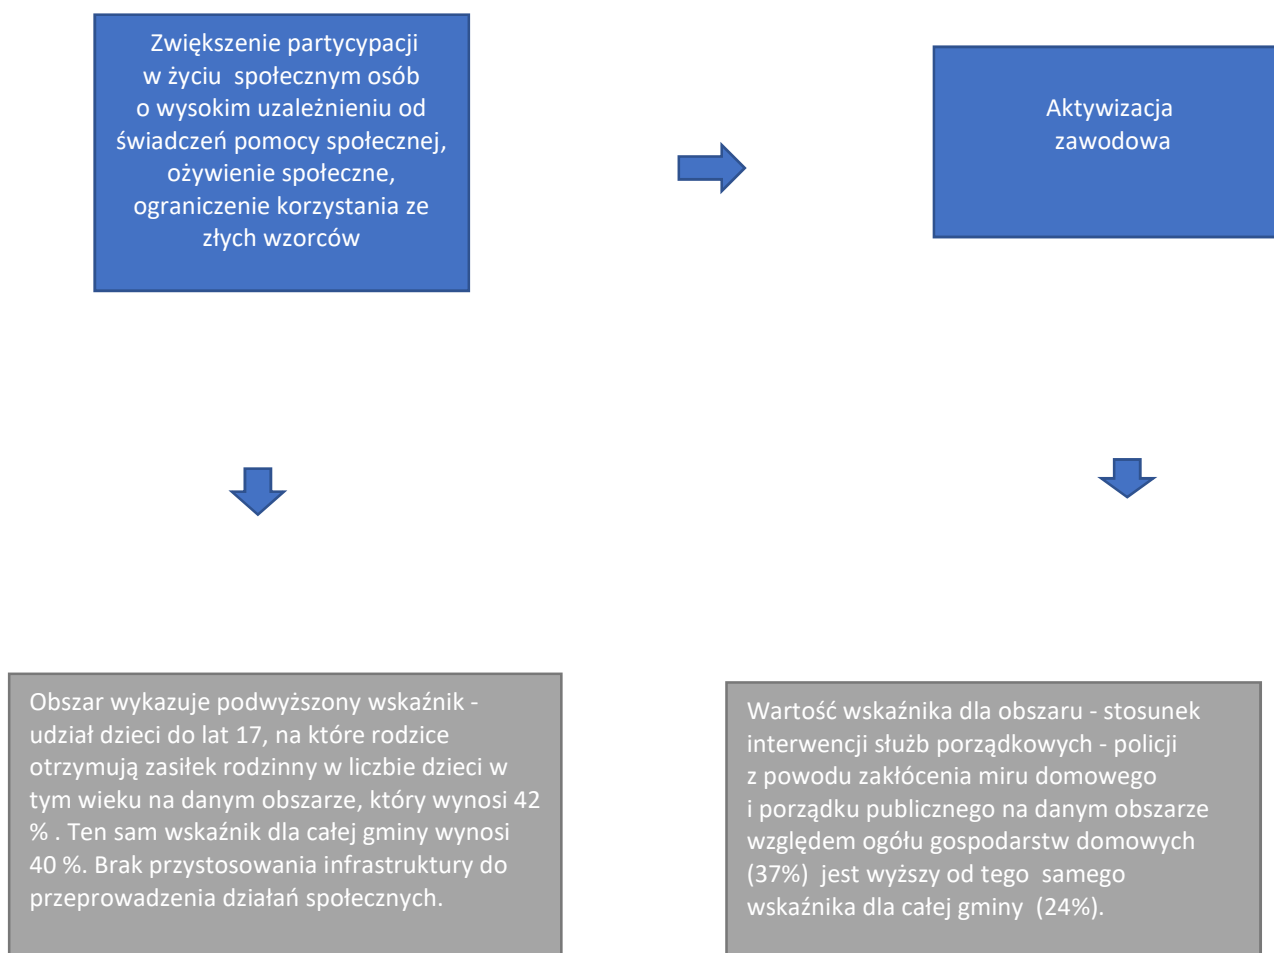 Zwiększenie partycypacji
w życiu społecznym osób
o wysokim uzależnieniu od
świadczeń pomocy społecznej,
ożywienie społeczne,
ograniczenie korzystania ze
złych wzorców
Aktywizacja
zawodowa
Obszar wykazuje podwyższony wskaźnik -
udział dzieci do lat 17, na które rodzice
otrzymują zasiłek rodzinny w liczbie dzieci w
tym wieku na danym obszarze, który wynosi 42
% . Ten sam wskaźnik dla całej gminy wynosi
40 %. Brak przystosowania infrastruktury do
przeprowadzenia działań społecznych.
Wartość wskaźnika dla obszaru - stosunek
interwencji służb porządkowych - policji
z powodu zakłócenia miru domowego
i porządku publicznego na danym obszarze
względem ogółu gospodarstw domowych
(37%) jest wyższy od tego samego
wskaźnika dla całej gminy (24%).